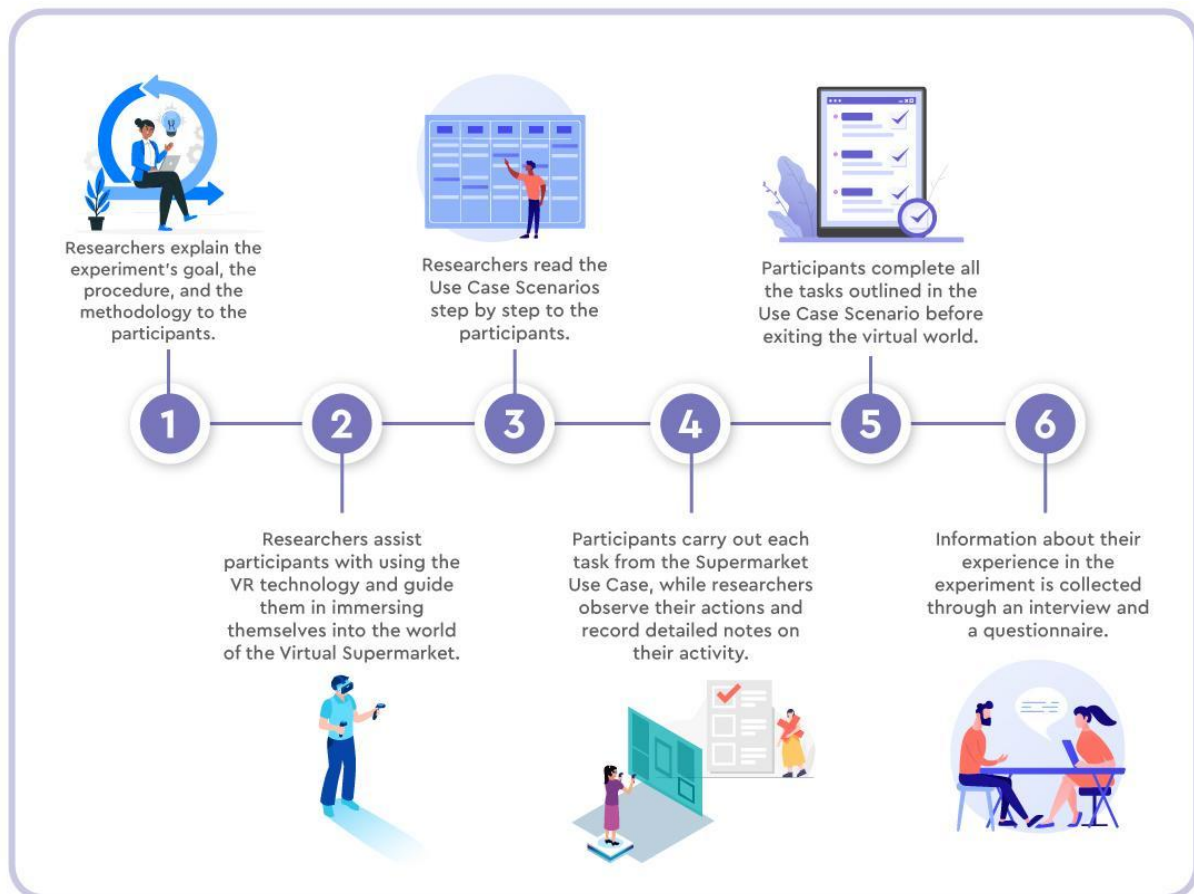 Researchers explain the
experiment's goal, the
procedure, and the
methodology to the
participants.
Researchers read the
Use Case Scenarios
step by step to the
participants.
Participants complete all
the tasks outlined in the
Use Case Scenario before
exiting the virtual world.
1
2
3
4
5
6
Researchers assist
participants with using the
VR technology and guide
them in immersing
themselves into the world
of the Virtual Supermarket.
Participants carry out each
task from the Supermarket
Use Case, while researchers
observe their actions and
record detailed notes on
their activity.
Information about their
experience in the
experiment is collected
through an interview and
a questionnaire.